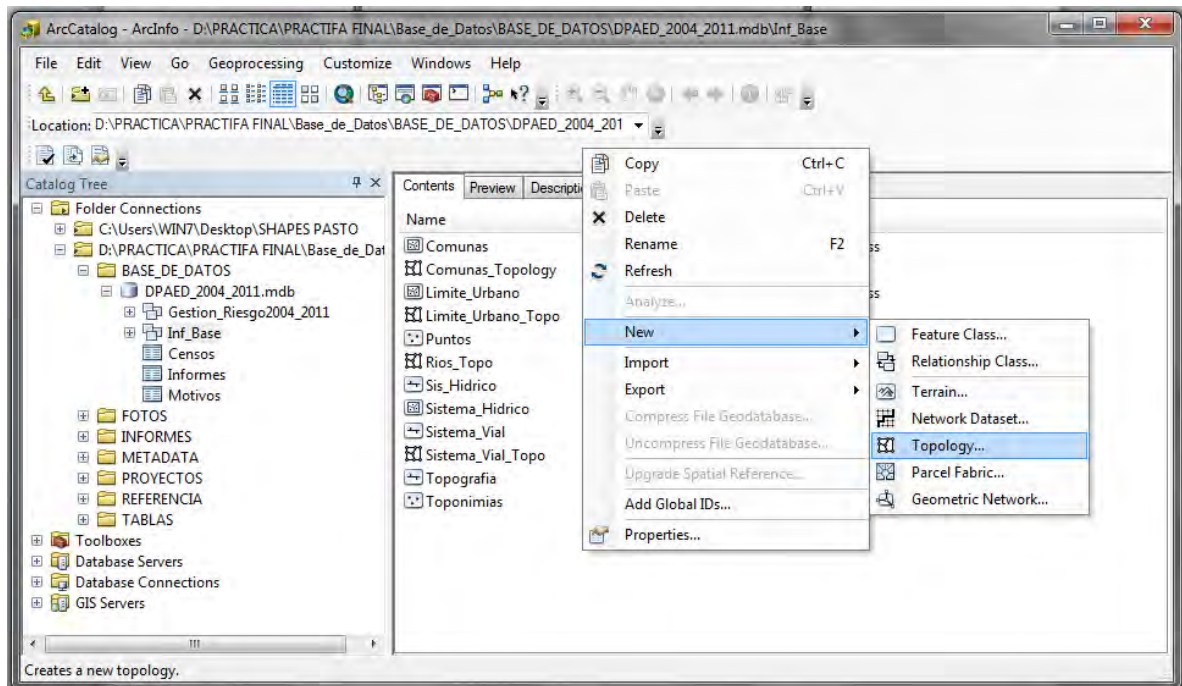 ArcCatalog - ArcInfo - D:\PRACTICA\PRACTIFA FINAL\Base_de_Datos\BASE_DE_DATOS\DPAED_2004_2011.mdb\Inf_Base
File Edit View Go Geoprocessing Customize Windows Help
Location: D:\PRACTICA\PRACTIFA FINAL\Base_de_Datos\BASE_DE_DATOS\DPAED_2004_201
Catalog Tree
Folder Connections
C:\Users\WIN7\Desktop\SHAPES PASTO
D:\PRACTICA\PRACTIFA FINAL\Base_de_Dat
BASE_DE_DATOS
DPAED_2004_2011.mdb
Gestion_Riesgo2004_2011
Inf_Base
Censos
Informes
Motivos
FOTOS
INFORMES
METADATA
PROYECTOS
REFERENCIA
TABLAS
Toolboxes
Database Servers
Database Connections
GIS Servers
Contents Preview Descripti
Name
Comunas
Comunas_Topology
Limite_Urbano
Limite_Urbano_Topo
Puntos
Rios_Topo
Sis_Hidrico
Sistema_Hidrico
Sistema_Vial
Sistema_Vial_Topo
Topografia
Toponimias
ss
ss
Copy Ctrl+C
Paste Ctrl+V
Delete
Rename F2
Refresh
Analyze...
New
Import
Export
Compress File Geodatabase...
Uncompress File Geodatabase...
Upgrade Spatial Reference...
Add Global IDs...
Properties...
Feature Class...
Relationship Class...
Terrain...
Network Dataset...
Topology...
Parcel Fabric...
Geometric Network...
Creates a new topology.